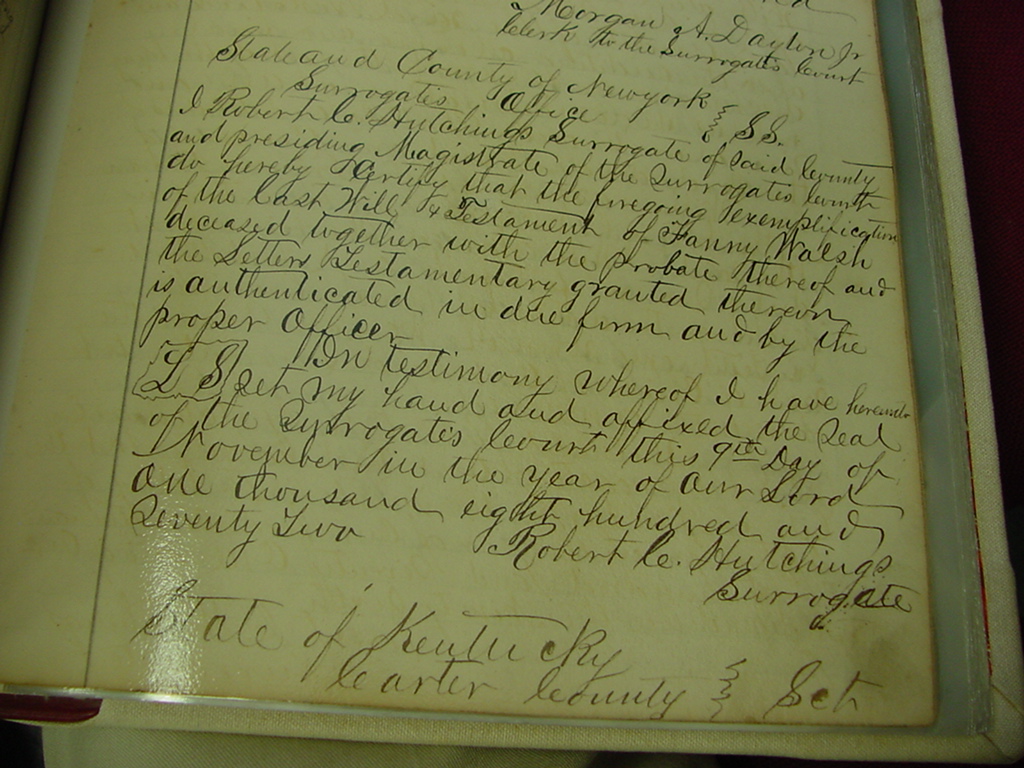 Morgan A. Dayton Jr
Clerk to the Surrogates Court
State and County of New york } SS.
Surrogates Office
I Robert C. Hutchings Surrogate of said County
and presiding Magistrate of the Surrogates Court
do hereby Certify that the foregoing exemplification
of the Last Will & Testament of Fanny Walsh
deceased together with the probate thereof and
the Letters Testamentary granted thereon
is authenticated in due form and by the
proper Officer
In testimony whereof I have hereunto
L S set my hand and affixed the Seal
of the Surrogates Court this 9th Day of
November in the year of our Lord
One thousand eight hundred and
Seventy Two
Robert C. Hutchings
Surrogate
State of Kentucky
Carter County } Sct